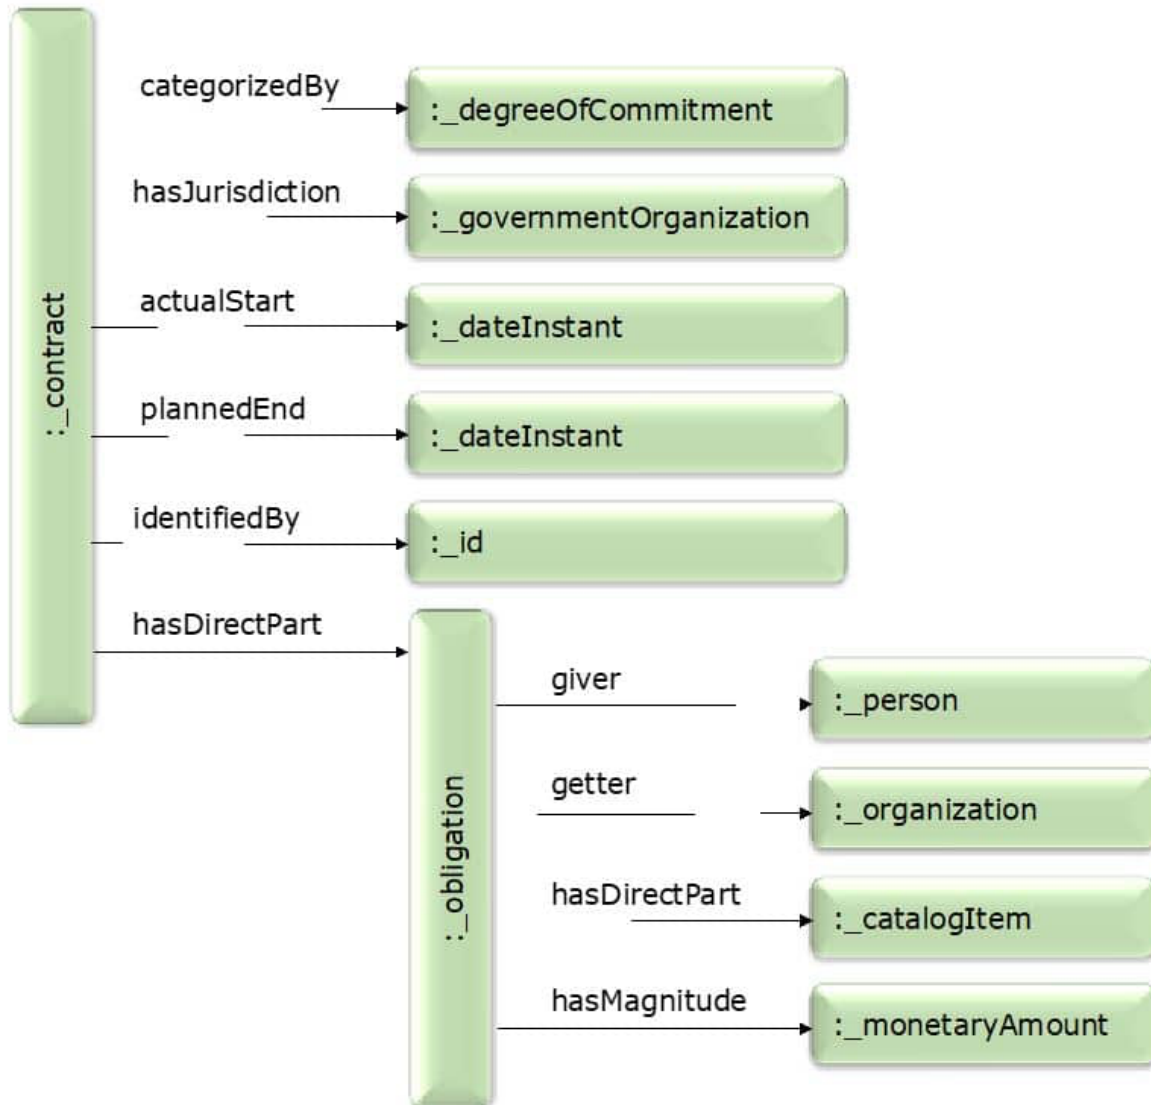 categorizedBy
:_degreeOfCommitment
hasJurisdiction
:_governmentOrganization
:_contract
actualStart
:_dateInstant
plannedEnd
:_dateInstant
identifiedBy
:_id
hasDirectPart
:_obligation
giver
:_person
getter
:_organization
hasDirectPart
:_catalogItem
hasMagnitude
:_monetaryAmount